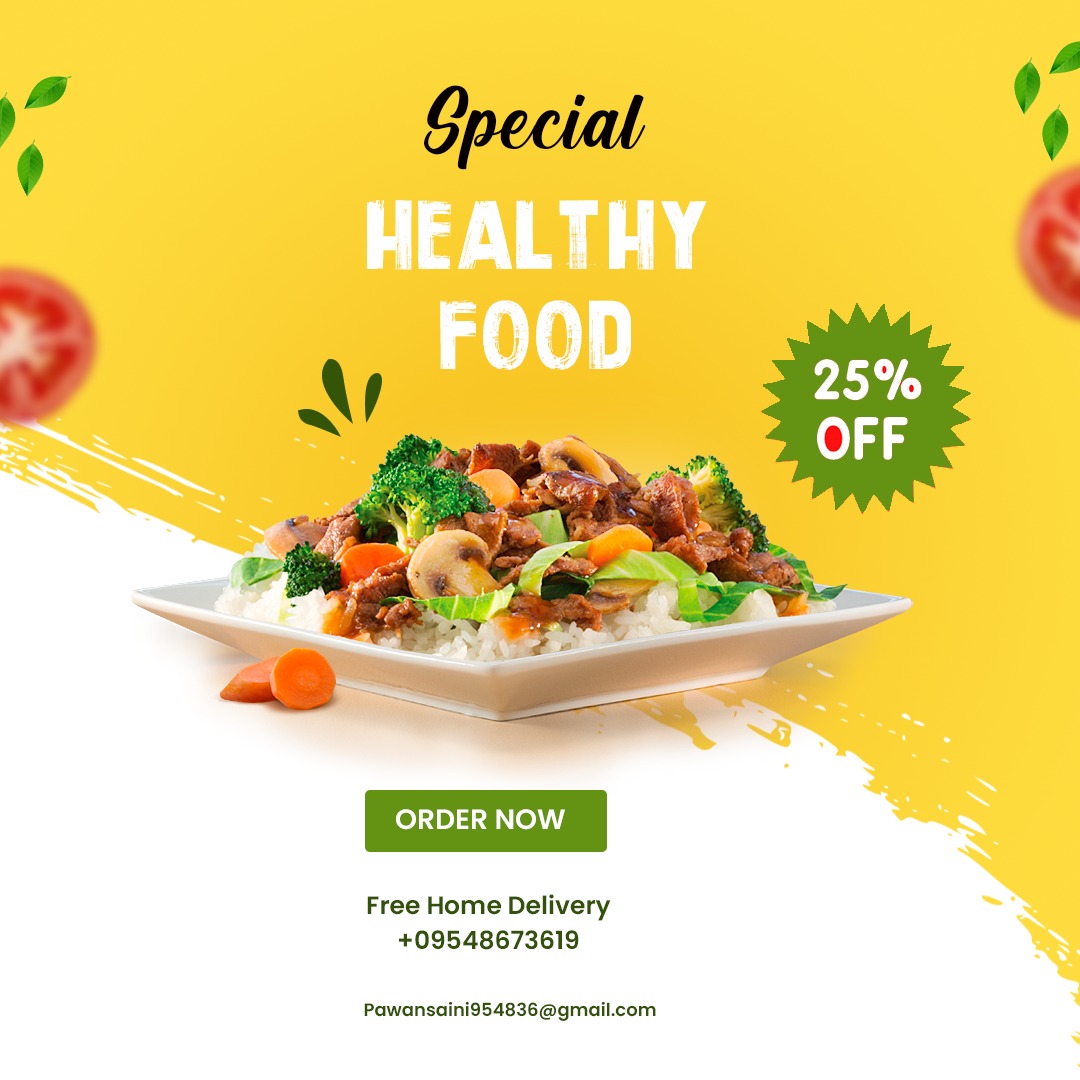 Special
HEALTHY
FOOD
25%
OFF
ORDER NOW
Free Home Delivery
+09548673619
Pawansaini954836@gmail.com